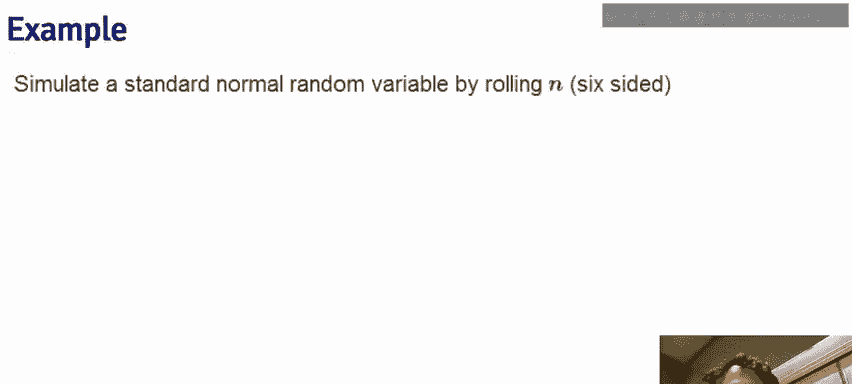 Example
Simulate a standard normal random variable by rolling n (six sided)